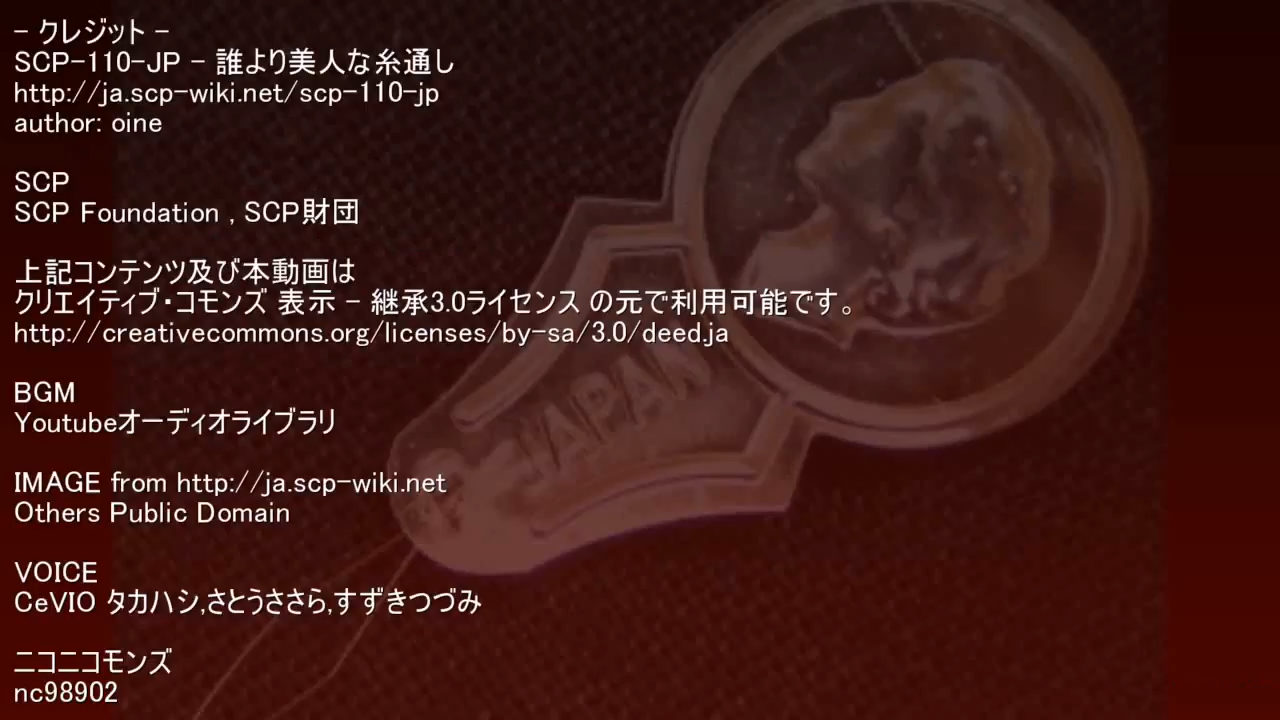 - クレジット -
SCP-110-JP - 誰より美人な糸通し
http://ja.scp-wiki.net/scp-110-jp
author: oine
SCP
SCP Foundation , SCP財団
上記コンテンツ及び本動画は
クリエイティブ・コモンズ 表示 - 継承3.0ライセンス の元で利用可能です。
http://creativecommons.org/licenses/by-sa/3.0/deed.ja
BGM
Youtubeオーディオライブラリ
IMAGE from http://ja.scp-wiki.net
Others Public Domain
VOICE
CeVIO タカハシ,さとうささら,すずきつづみ
ニコニコモンズ
nc98902
JAPAN